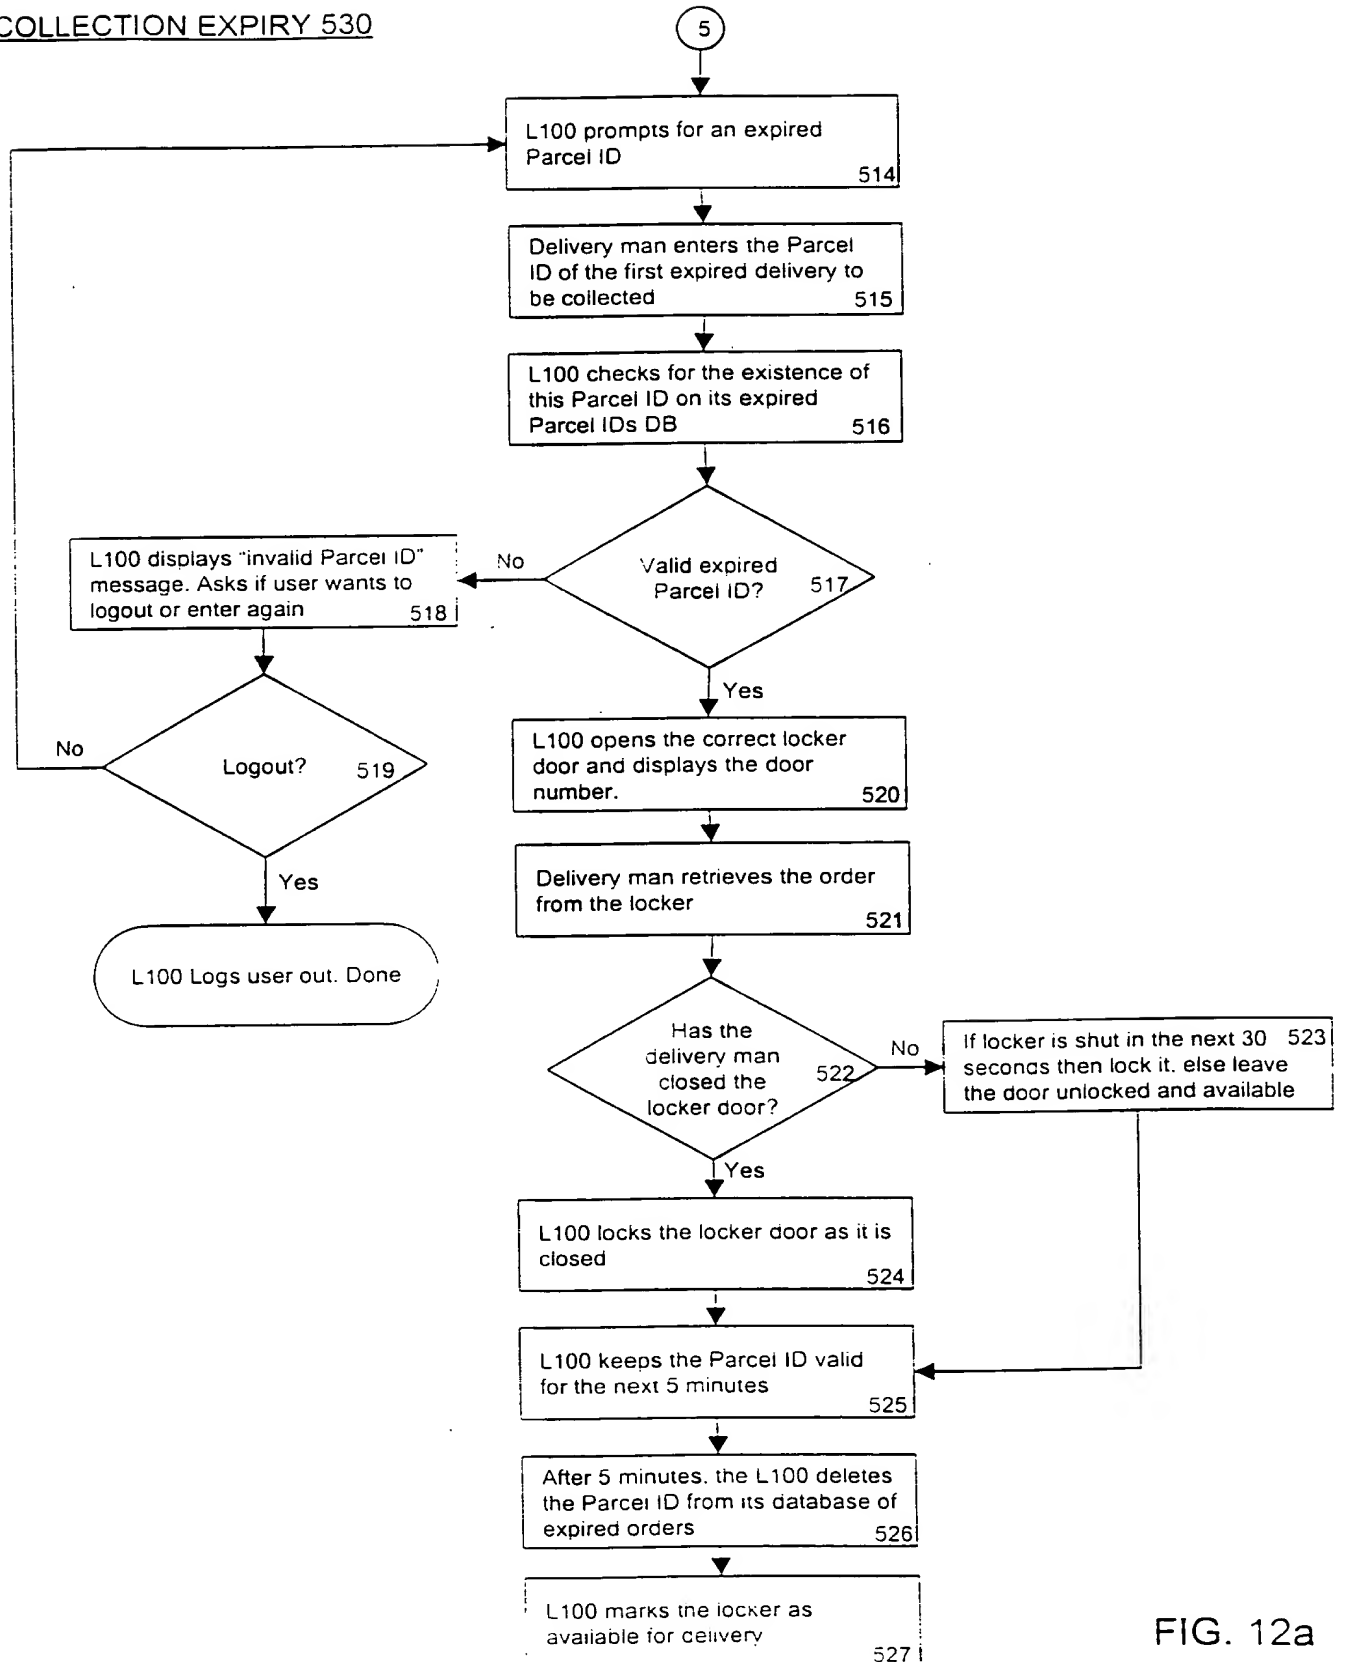 COLLECTION EXPIRY 530
5
L100 prompts for an expired
Parcel ID
514
Delivery man enters the Parcel
ID of the first expired delivery to
be collected
515
L100 checks for the existence of
this Parcel ID on its expired
Parcel IDs DB
516
Valid expired
Parcel ID?
517
No
L100 displays "invalid Parcel ID"
message. Asks if user wants to
logout or enter again
518
Yes
Logout?
519
No
Yes
L100 Logs user out. Done
L100 opens the correct locker
door and displays the door
number.
520
Delivery man retrieves the order
from the locker
521
Has the
delivery man
closed the
locker door?
522
No
If locker is shut in the next 30
523
seconds then lock it. else leave
the door unlocked and available
Yes
L100 locks the locker door as it is
closed
524
L100 keeps the Parcel ID valid
for the next 5 minutes
525
After 5 minutes. the L100 deletes
the Parcel ID from its database of
expired orders
526
L100 marks the locker as
available for delivery
527
FIG. 12a